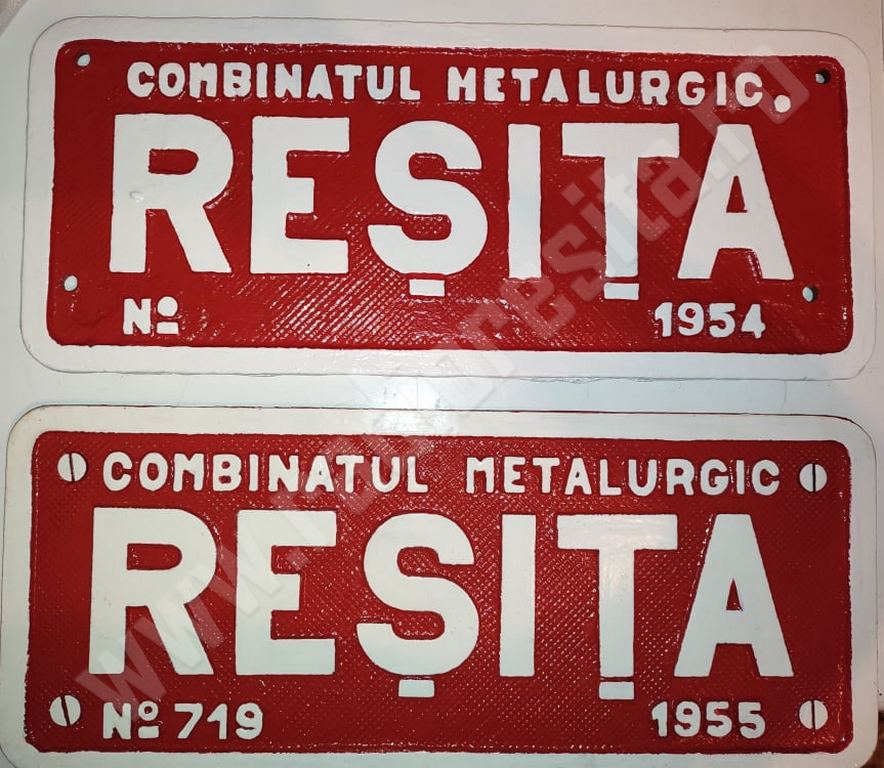 COMBINATUL METALURGIC.
REȘIȚA
Nº 1954
COMBINATUL METALURGIC
REȘIȚA
Nº 719 1955